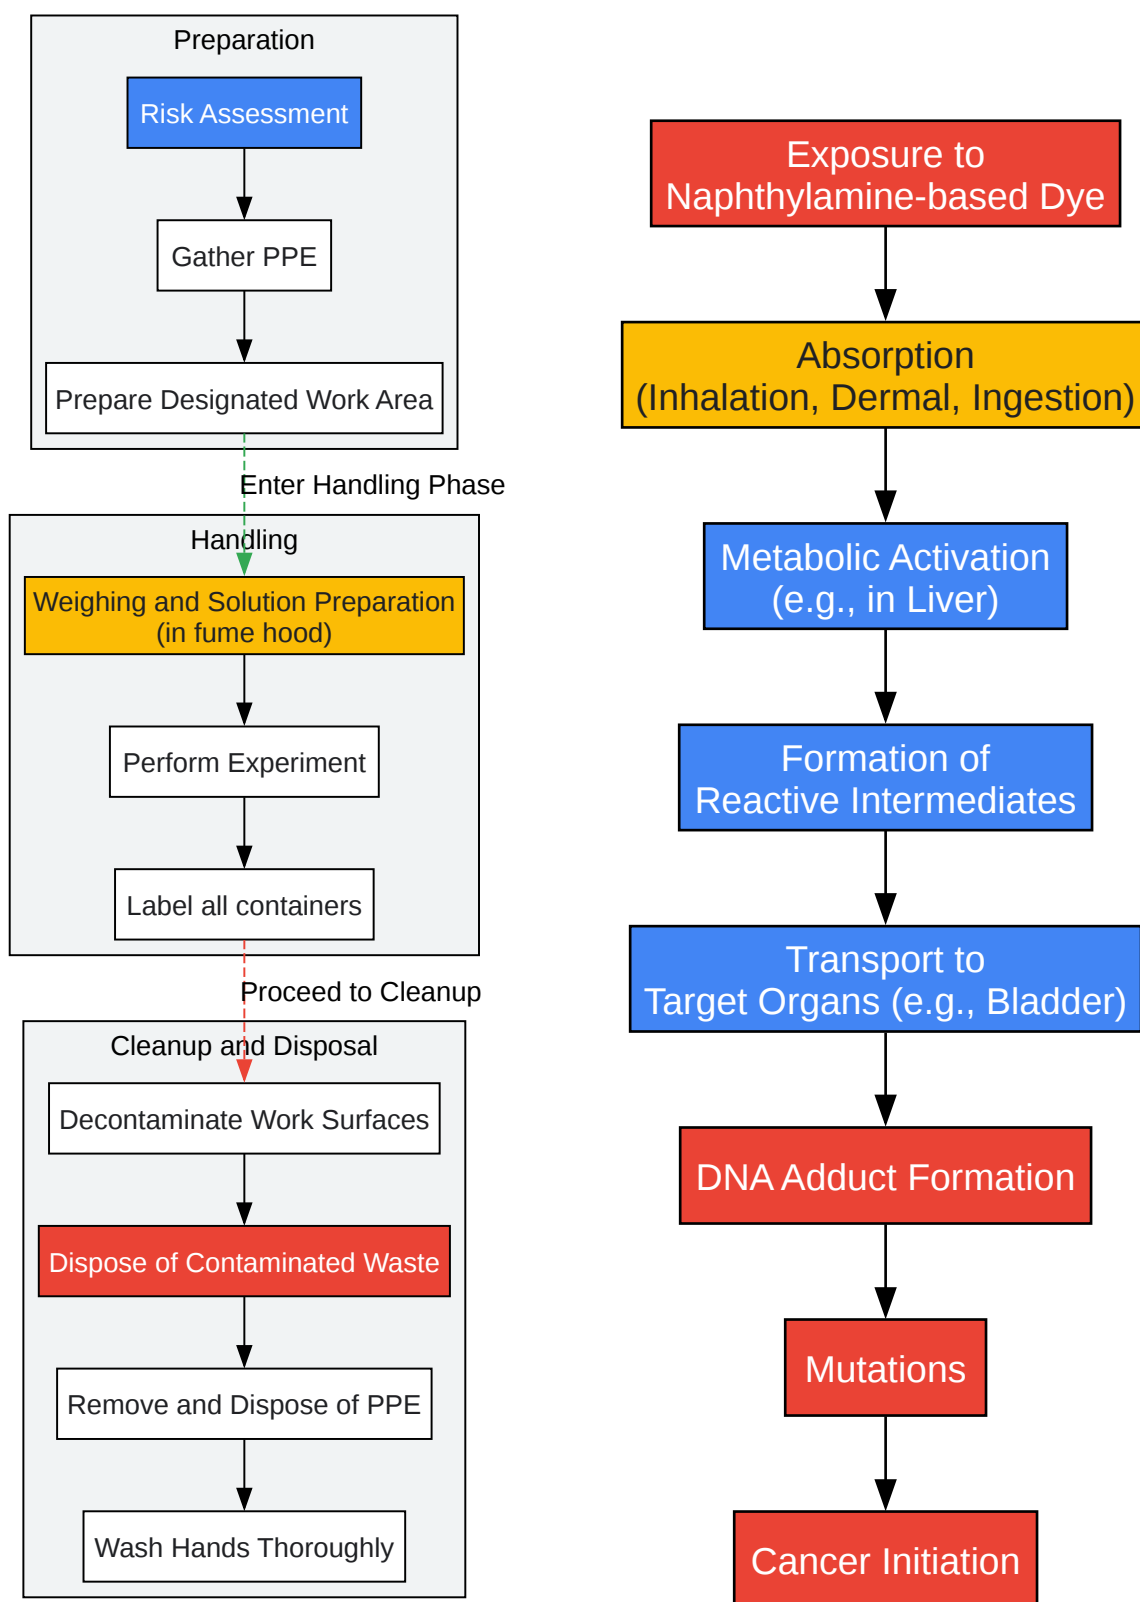 Preparation
Risk Assessment
Gather PPE
Prepare Designated Work Area
Enter Handling Phase
Handling
Weighing and Solution Preparation
(in fume hood)
Perform Experiment
Label all containers
Proceed to Cleanup
Cleanup and Disposal
Decontaminate Work Surfaces
Dispose of Contaminated Waste
Remove and Dispose of PPE
Wash Hands Thoroughly
Exposure to
Naphthylamine-based Dye
Absorption
(Inhalation, Dermal, Ingestion)
Metabolic Activation
(e.g., in Liver)
Formation of
Reactive Intermediates
Transport to
Target Organs (e.g., Bladder)
DNA Adduct Formation
Mutations
Cancer Initiation